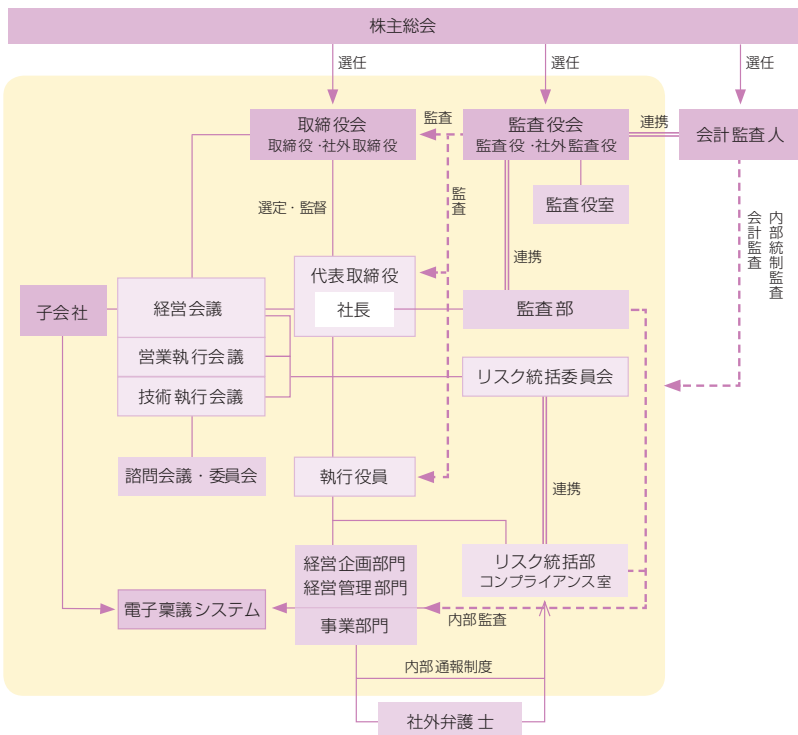 株主総会
選任
選任
選任
取締役会
取締役・社外取締役
監査
監査役会
監査役・社外監査役
連携
会計監査人
監査役室
監査
選定・監督
連携
内部統制監査
会計監査
代表取締役
社長
子会社
経営会議
監査部
営業執行会議
技術執行会議
リスク統括委員会
諮問会議・委員会
執行役員
連携
経営企画部門
経営管理部門
事業部門
リスク統括部
コンプライアンス室
電子稟議システム
内部監査
内部通報制度
社外弁護士